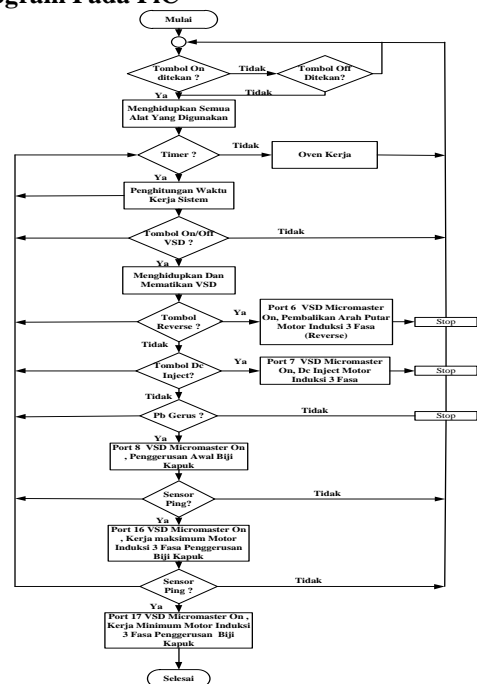 ogram Pada PLC
Mulai
Tombol On
ditekan ?
Tidak
Tombol Off
Ditekan?
Tidak
Ya
Menghidupkan Semua
Alat Yang Digunakan
Timer ?
Tidak
Oven Kerja
Ya
Penghitungan Waktu
Kerja Sistem
Tombol On/Off
VSD ?
Tidak
Ya
Menghidupkan Dan
Mematikan VSD
Tombol
Reverse ?
Ya
Port 6 VSD Micromaster
On, Pembalikan Arah Putar
Motor Induksi 3 Fasa
(Reverse)
Stop
Tidak
Tombol Dc
Inject?
Ya
Port 7 VSD Micromaster
On, Dc Inject Motor
Induksi 3 Fasa
Stop
Tidak
Pb Gerus ?
Tidak
Stop
Ya
Port 8 VSD Micromaster On
, Penggerusan Awal Biji
Kapuk
Sensor
Ping?
Tidak
Ya
Port 16 VSD Micromaster On
, Kerja maksimum Motor
Induksi 3 Fasa Penggerusan
Biji Kapuk
Sensor
Ping ?
Tidak
Ya
Port 17 VSD Micromaster On ,
Kerja Minimum Motor Induksi
3 Fasa Penggerusan Biji
Kapuk
Selesai